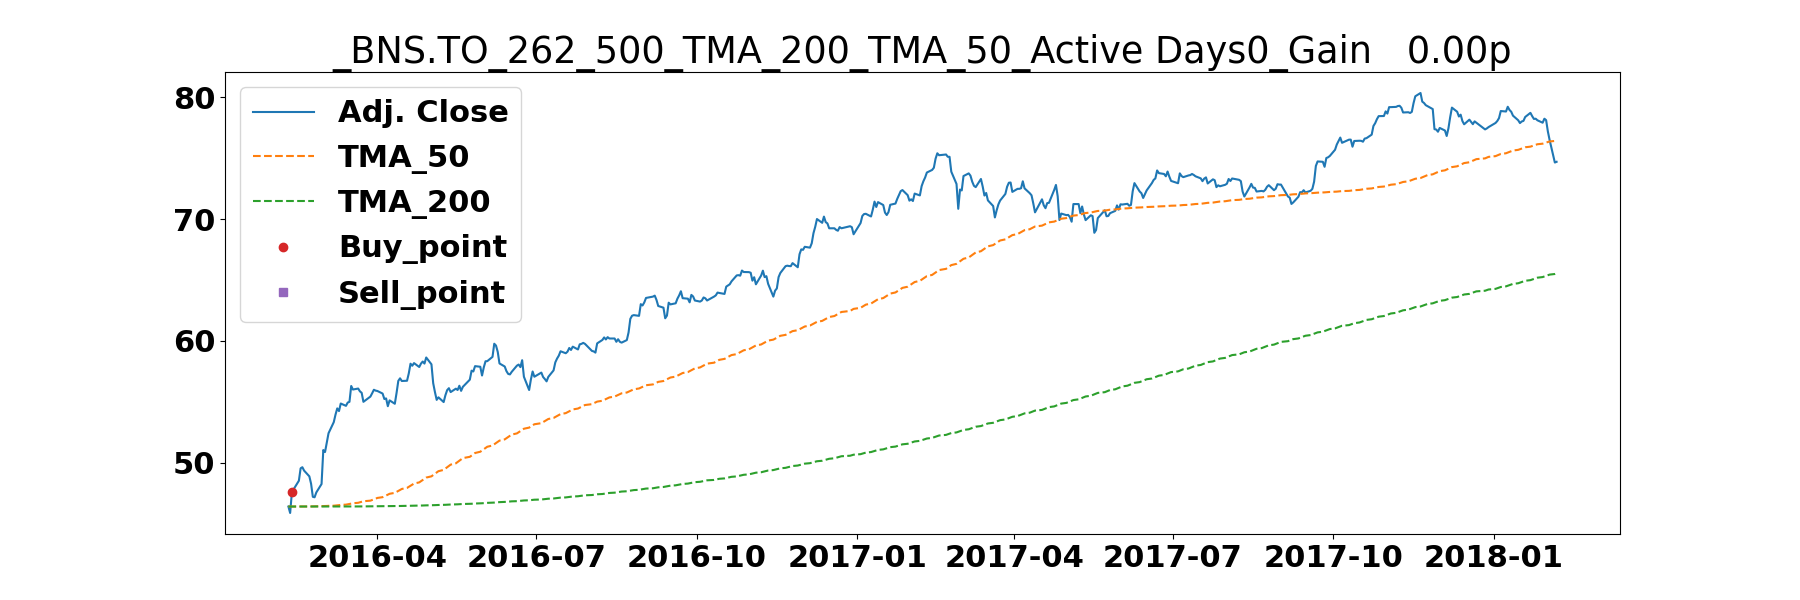 _BNS.TO_262_500_TMA_200_TMA_50_Active Days0_Gain   0.00p
80
70
60
50
Adj. Close
TMA_50
TMA_200
Buy_point
Sell_point
2016-04 2016-07 2016-10 2017-01 2017-04 2017-07 2017-10 2018-01